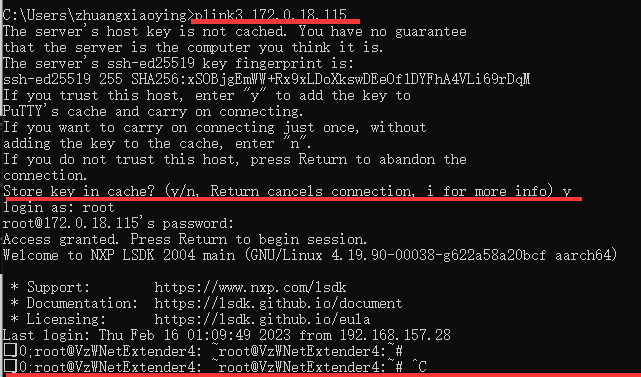 C:\Users\zhuangxiaoying>plink3 172.0.18.115
The server's host key is not cached. You have no guarantee
that the server is the computer you think it is.
The server's ssh-ed25519 key fingerprint is:
ssh-ed25519 255 SHA256:xSOBjgEmWW+Rx9xLDoXkswDEeOf1DYFhA4VLi69rDqM
If you trust this host, enter "y" to add the key to
PuTTY's cache and carry on connecting.
If you want to carry on connecting just once, without
adding the key to the cache, enter "n".
If you do not trust this host, press Return to abandon the
connection.
Store key in cache? (y/n, Return cancels connection, i for more info) y
login as: root
root@172.0.18.115's password:
Access granted. Press Return to begin session.
Welcome to NXP LSDK 2004 main (GNU/Linux 4.19.90-00038-g622a58a20bcf aarch64)
* Support: https://www.nxp.com/lsdk
* Documentation: https://lsdk.github.io/document
* Licensing: https://lsdk.github.io/eula
Last login: Thu Feb 16 01:09:49 2023 from 192.168.157.28
]0;root@VzWNetExtender4: ~root@VzWNetExtender4:~#
]0;root@VzWNetExtender4: ~root@VzWNetExtender4:~# ^C